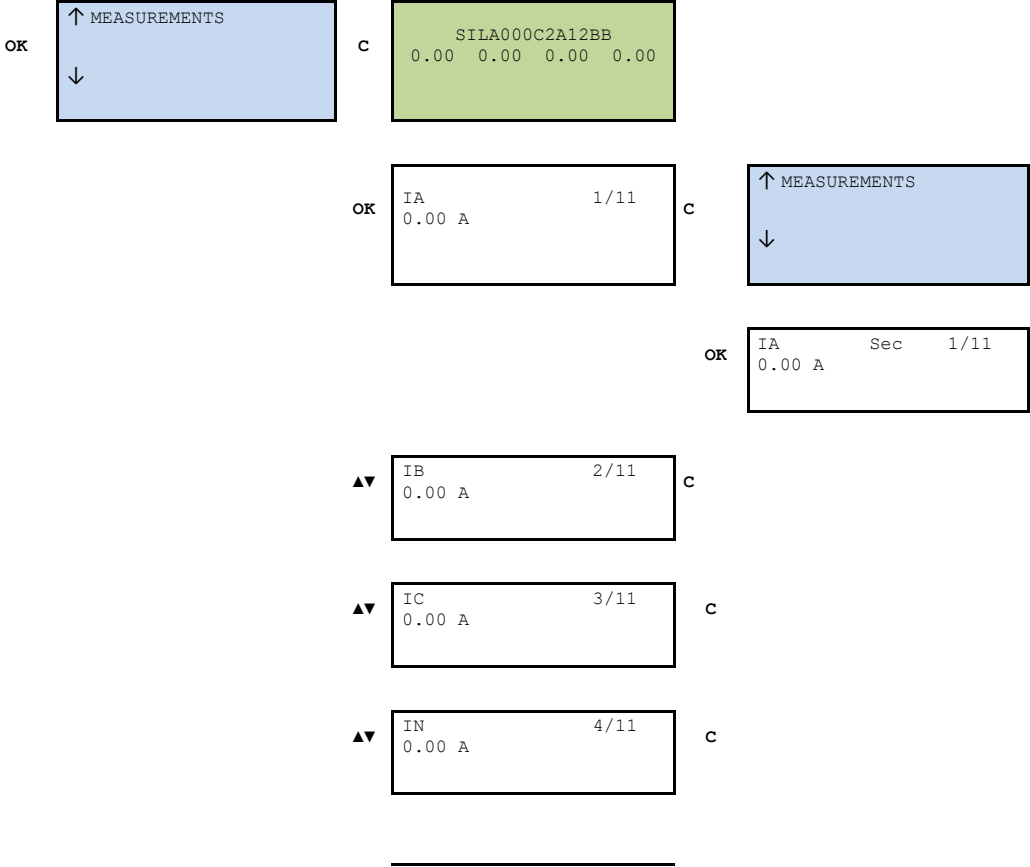 OK
↑ MEASUREMENTS
↓
C
SILA000C2A12BB
0.00 0.00 0.00 0.00
OK
IA 1/11
0.00 A
C
↑ MEASUREMENTS
↓
OK
IA Sec 1/11
0.00 A
▲▼
IB 2/11
0.00 A
C
▲▼
IC 3/11
0.00 A
C
▲▼
IN 4/11
0.00 A
C